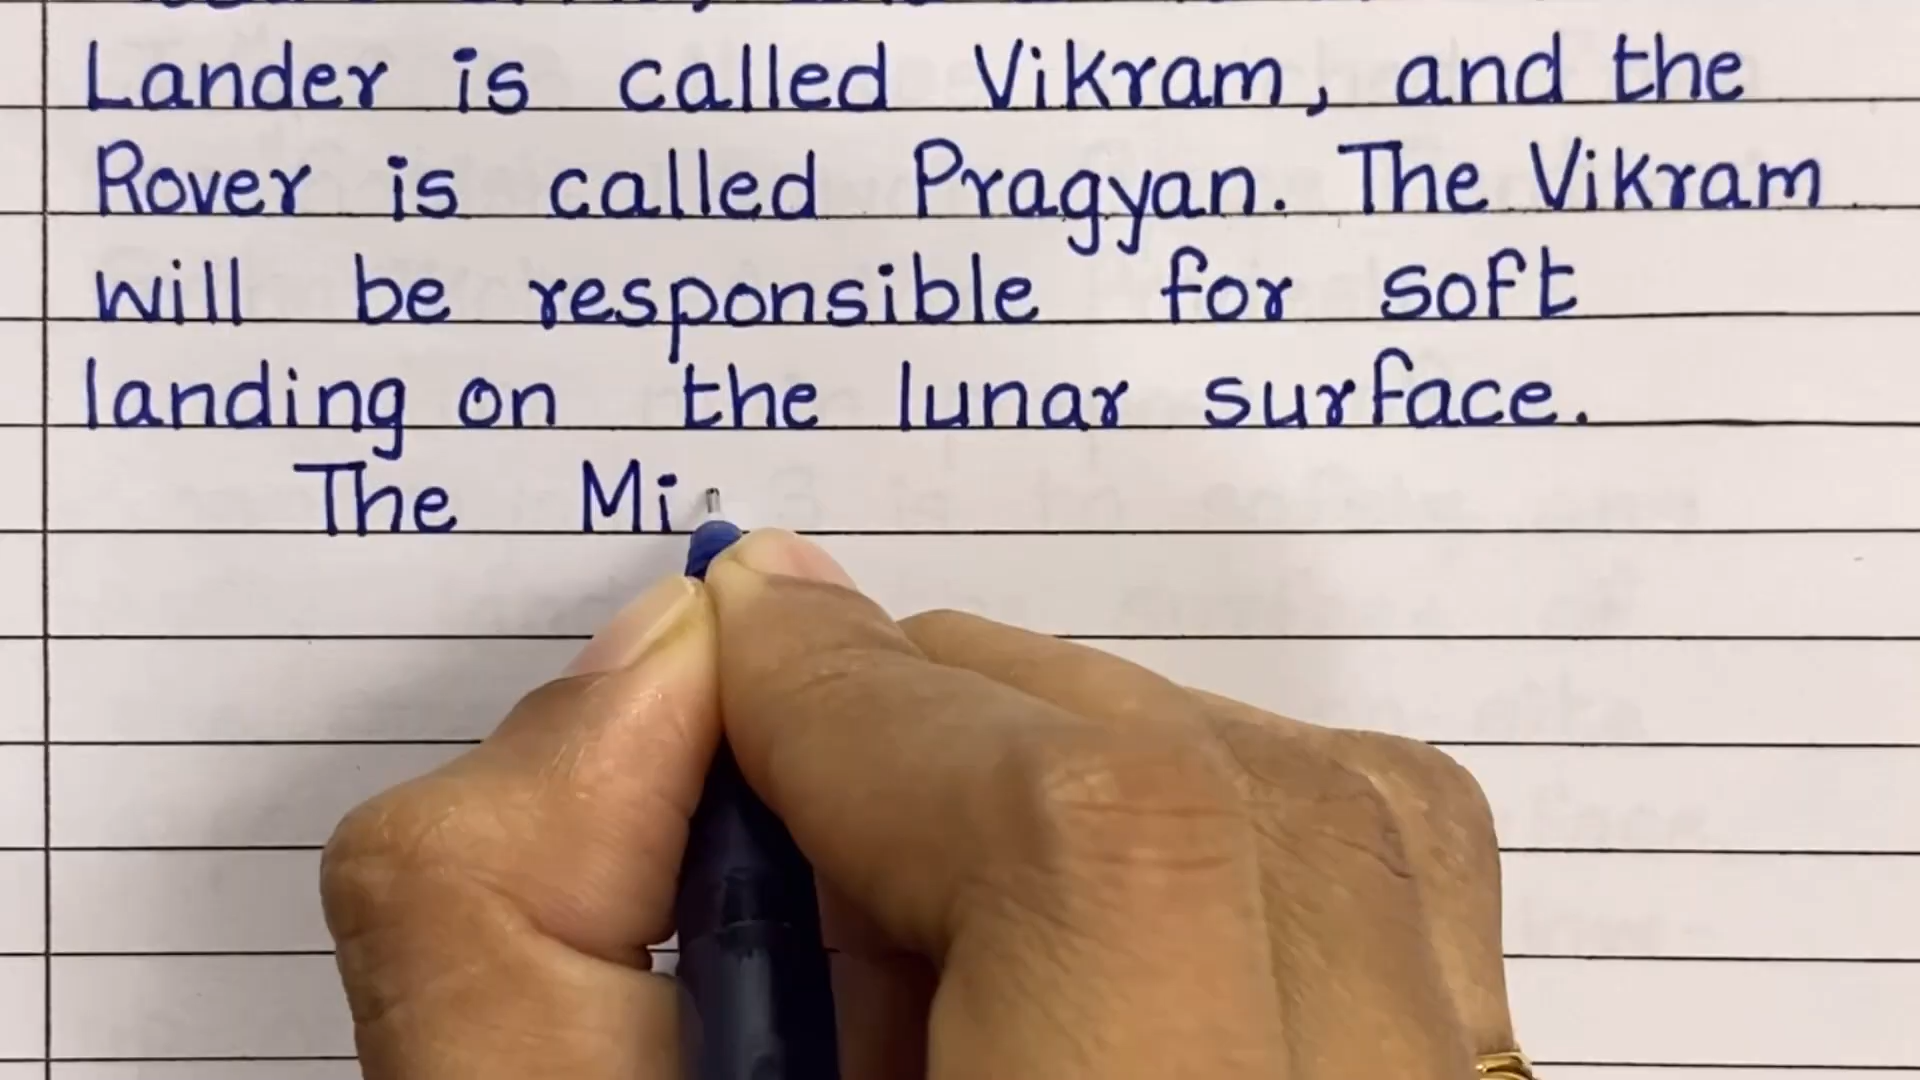 Lander is called Vikram, and the
Rover is called Pragyan. The Vikram
will be responsible for soft
landing on the lunar surface.
The Mi